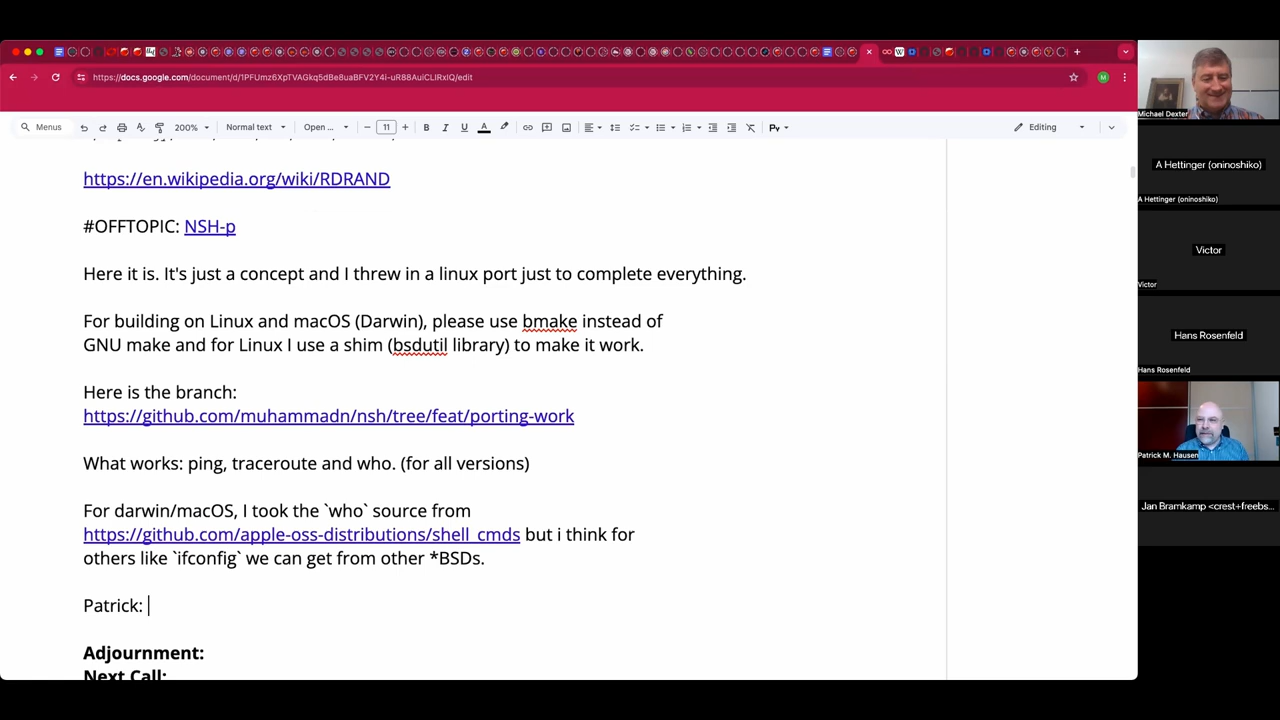 https://docs.google.com/document/d/1PFUmz6XpTVAGkq5dBe8uaBFV2Y4i-uR88AuiCLIRxIQ/edit
Menus
200%
Normal text
Open ...
11
Editing
https://en.wikipedia.org/wiki/RDRAND
#OFFTOPIC: NSH-p
Here it is. It's just a concept and I threw in a linux port just to complete everything.
For building on Linux and macOS (Darwin), please use bmake instead of
GNU make and for Linux I use a shim (bsdutil library) to make it work.
Here is the branch:
https://github.com/muhammadn/nsh/tree/feat/porting-work
What works: ping, traceroute and who. (for all versions)
For darwin/macOS, I took the `who` source from
https://github.com/apple-oss-distributions/shell_cmds but i think for
others like `ifconfig` we can get from other *BSDs.
Patrick:
Adjournment:
Next Call:
Michael Dexter
A Hettinger (oninoshiko)
A Hettinger (oninoshiko)
Victor
Victor
Hans Rosenfeld
Hans Rosenfeld
Patrick M. Hausen
Jan Bramkamp <crest+freebs...